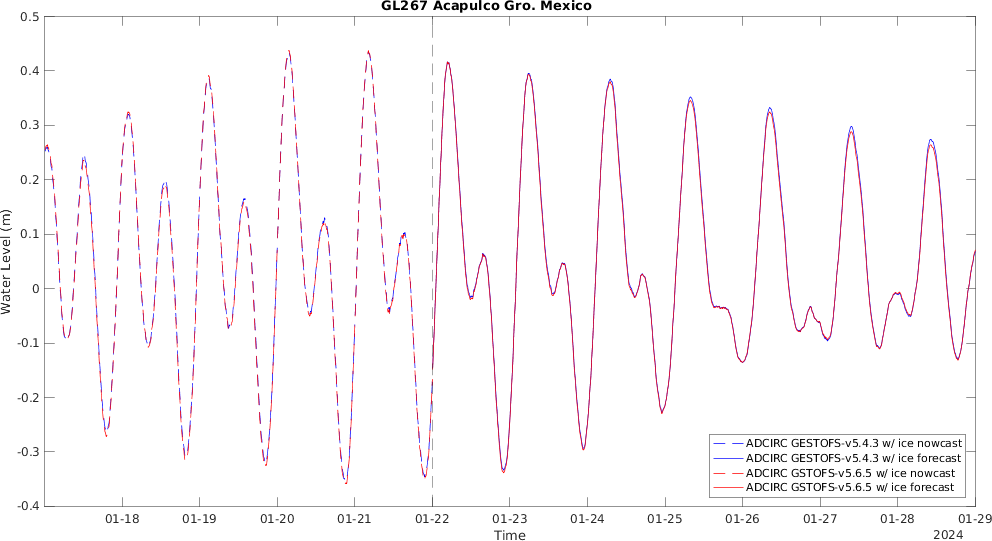 GL267 Acapulco Gro. Mexico
0.5
0.4
0.3
0.2
0.1
0
-0.1
-0.2
-0.3
-0.4
Water Level (m)
ADCIRC GESTOFS-v5.4.3 w/ ice nowcast
ADCIRC GESTOFS-v5.4.3 w/ ice forecast
ADCIRC GSTOFS-v5.6.5 w/ ice nowcast
ADCIRC GSTOFS-v5.6.5 w/ ice forecast
01-18 01-19 01-20 01-21 01-22 01-23 01-24 01-25 01-26 01-27 01-28 01-29
Time
2024